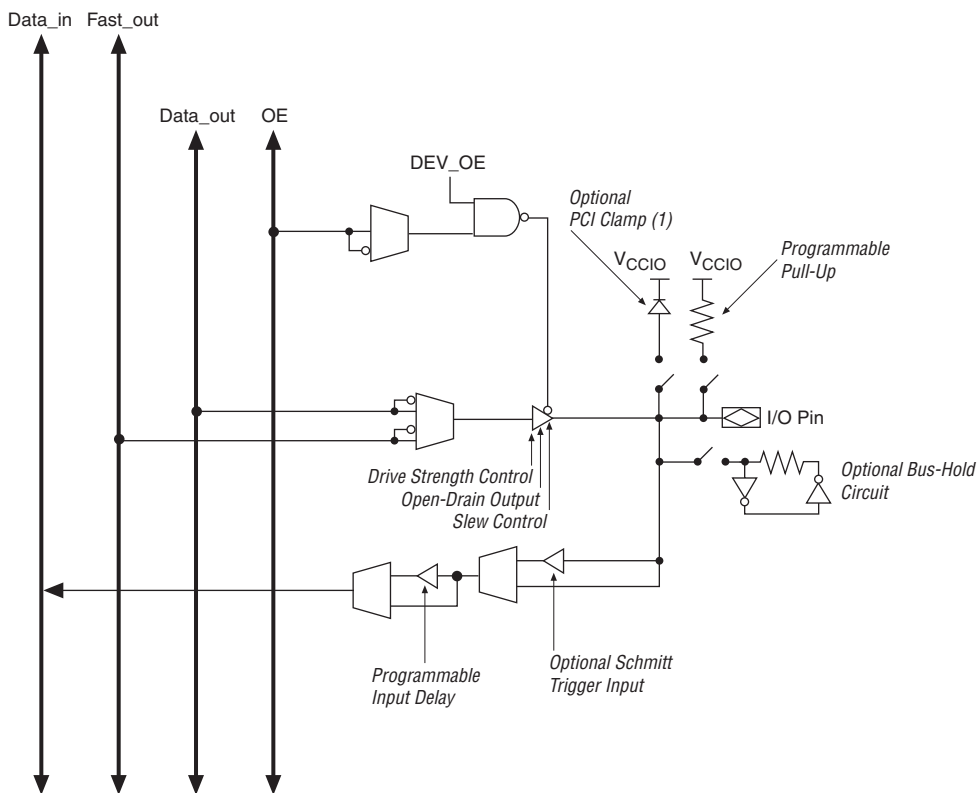 Data_in Fast_out
Data_out OE
DEV_OE
Optional
PCI Clamp (1)
Programmable
Pull-Up
VCCIO VCCIO
I/O Pin
Drive Strength Control
Open-Drain Output
Slew Control
Optional Bus-Hold
Circuit
Programmable
Input Delay
Optional Schmitt
Trigger Input